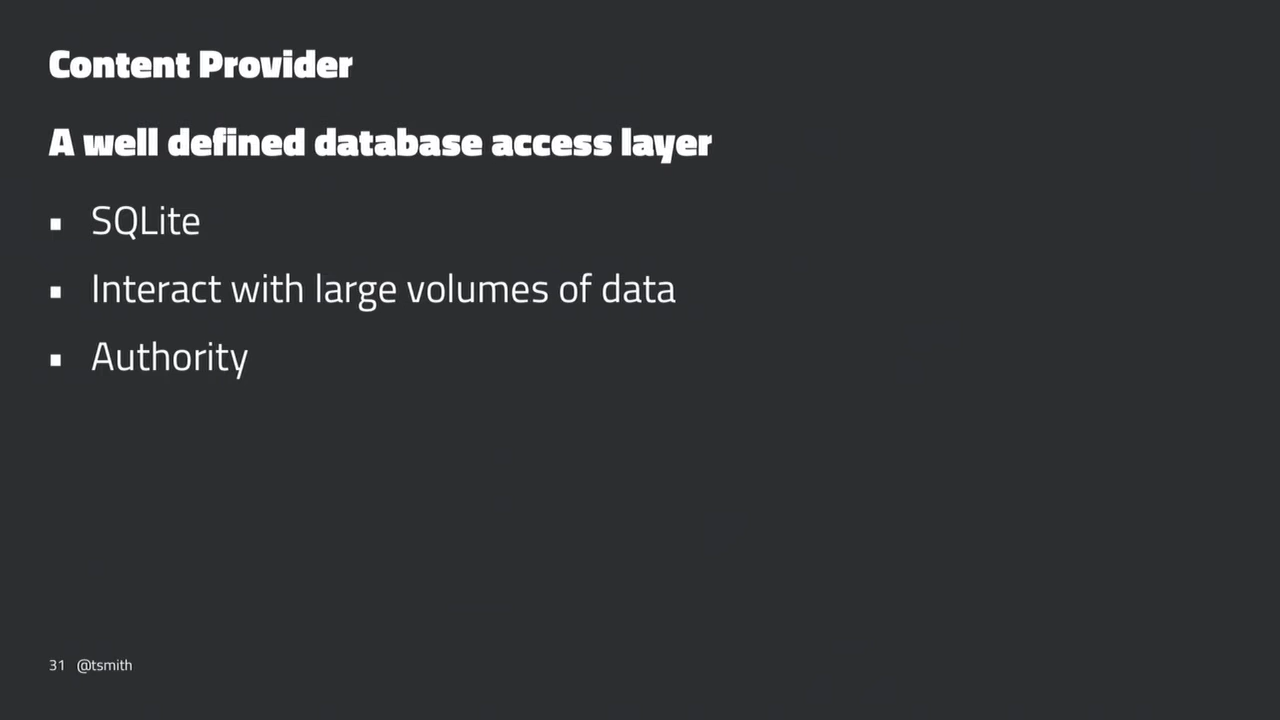 Content Provider
A well defined database access layer
▪ SQLite
▪ Interact with large volumes of data
▪ Authority
31 @tsmith